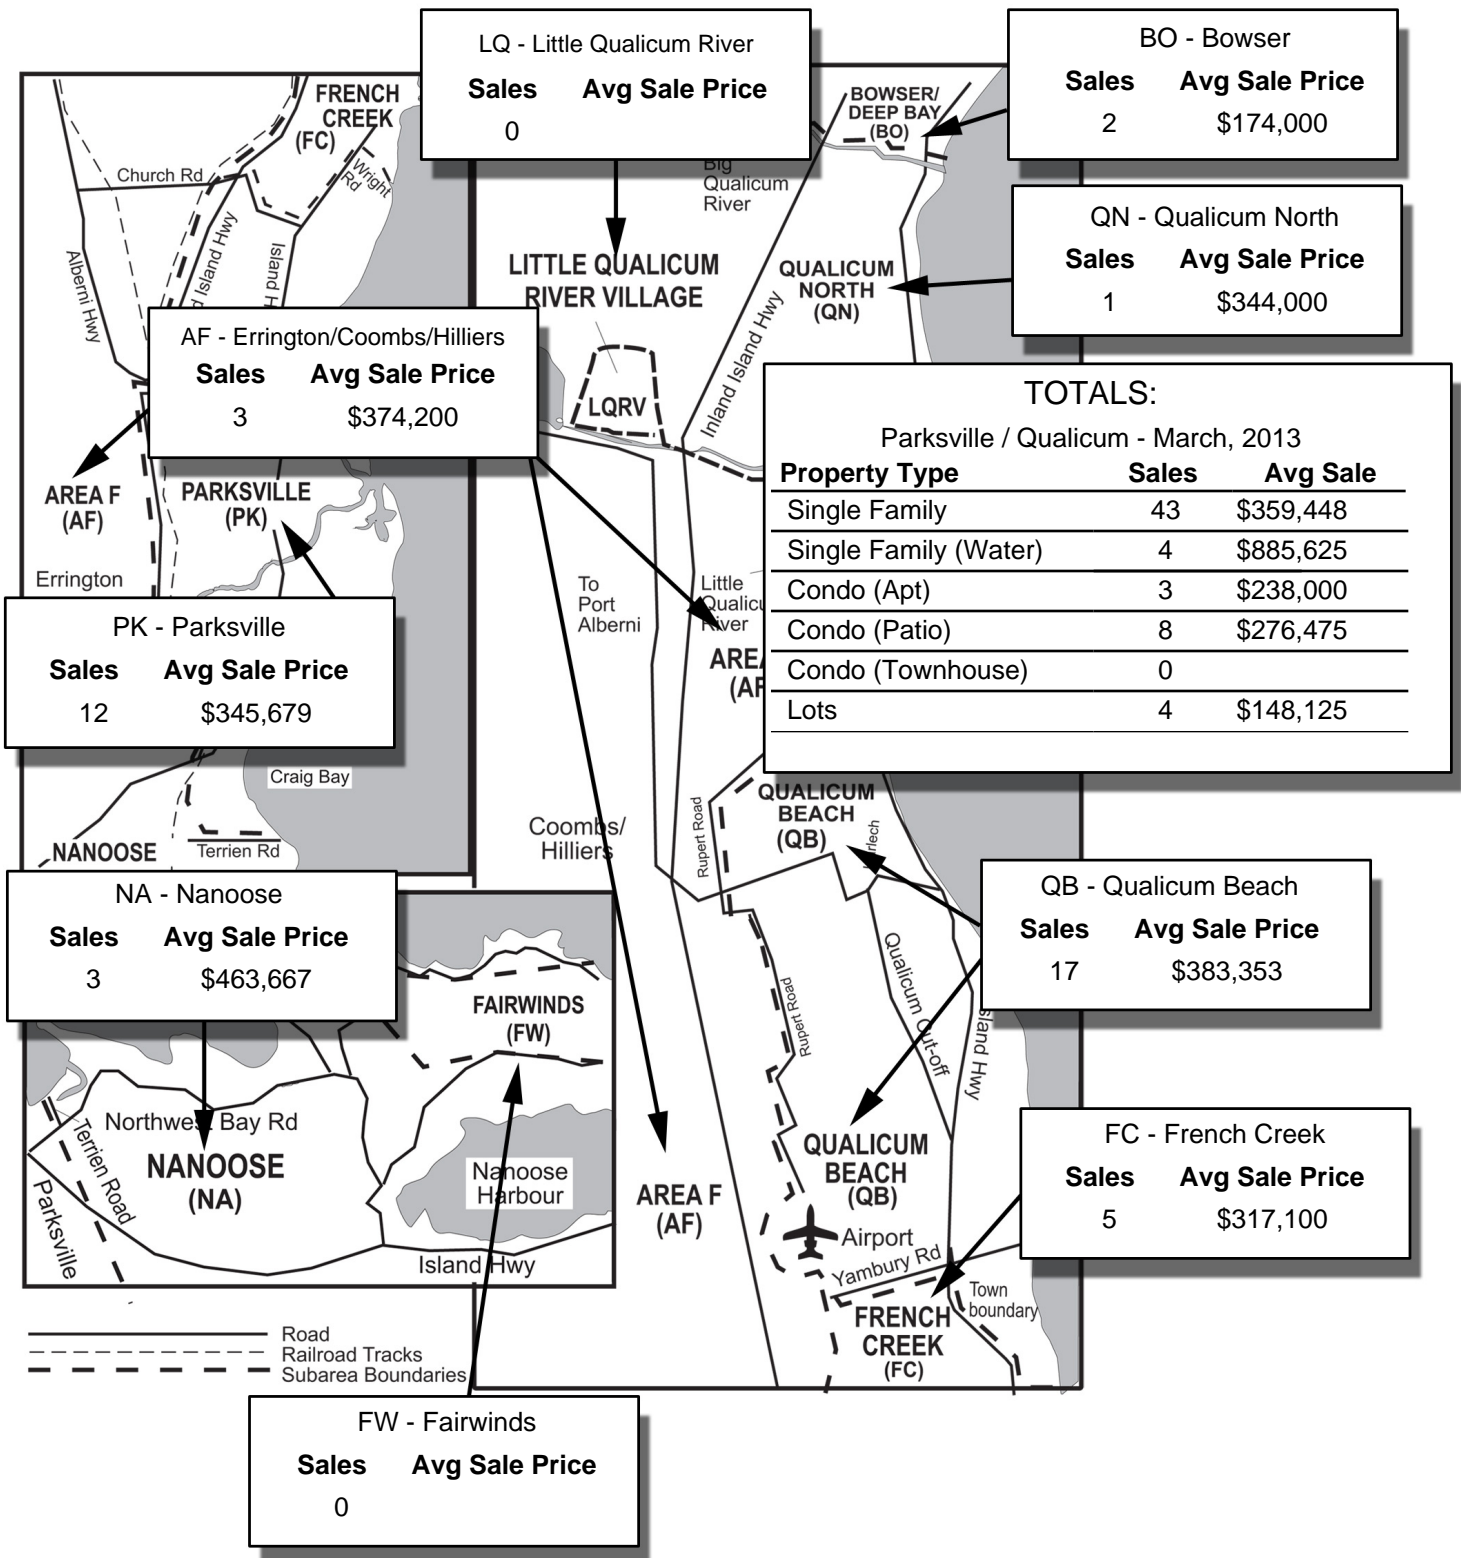 LQ - Little Qualicum River
Sales Avg Sale Price
0
BO - Bowser
Sales Avg Sale Price
2 $174,000
QN - Qualicum North
Sales Avg Sale Price
1 $344,000
FRENCH
CREEK
(FC)
Church Rd
Wright
Rd
Alberni Hwy
Island Hwy
Island H
BOWSER/
DEEP BAY
(BO)
Big
Qualicum
River
LITTLE QUALICUM
RIVER VILLAGE
QUALICUM
NORTH
(QN)
Inland Island Hwy
LQRV
AF - Errington/Coombs/Hilliers
Sales Avg Sale Price
3 $374,200
TOTALS:
Parksville / Qualicum - March, 2013
Property Type Sales Avg Sale
Single Family 43 $359,448
Single Family (Water) 4 $885,625
Condo (Apt) 3 $238,000
Condo (Patio) 8 $276,475
Condo (Townhouse) 0
Lots 4 $148,125
AREA F
(AF)
PARKSVILLE
(PK)
Errington
To
Port
Alberni
Little
Qualicu
River
AREA
(AF
PK - Parksville
Sales Avg Sale Price
12 $345,679
Craig Bay
NANOOSE
Terrien Rd
Coombs/
Hilliers
Rupert Road
QUALICUM
BEACH
(QB)
NA - Nanoose
Sales Avg Sale Price
3 $463,667
QB - Qualicum Beach
Sales Avg Sale Price
17 $383,353
FAIRWINDS
(FW)
Rupert Road
Qualicum Cut-off
sland Hwy
Northwest Bay Rd
Terrien Road
Parksville
NANOOSE
(NA)
Nanoose
Harbour
Island Hwy
AREA F
(AF)
QUALICUM
BEACH
(QB)
Airport
Yambury Rd
FC - French Creek
Sales Avg Sale Price
5 $317,100
Town
boundary
FRENCH
CREEK
(FC)
Road
Railroad Tracks
Subarea Boundaries
FW - Fairwinds
Sales Avg Sale Price
0